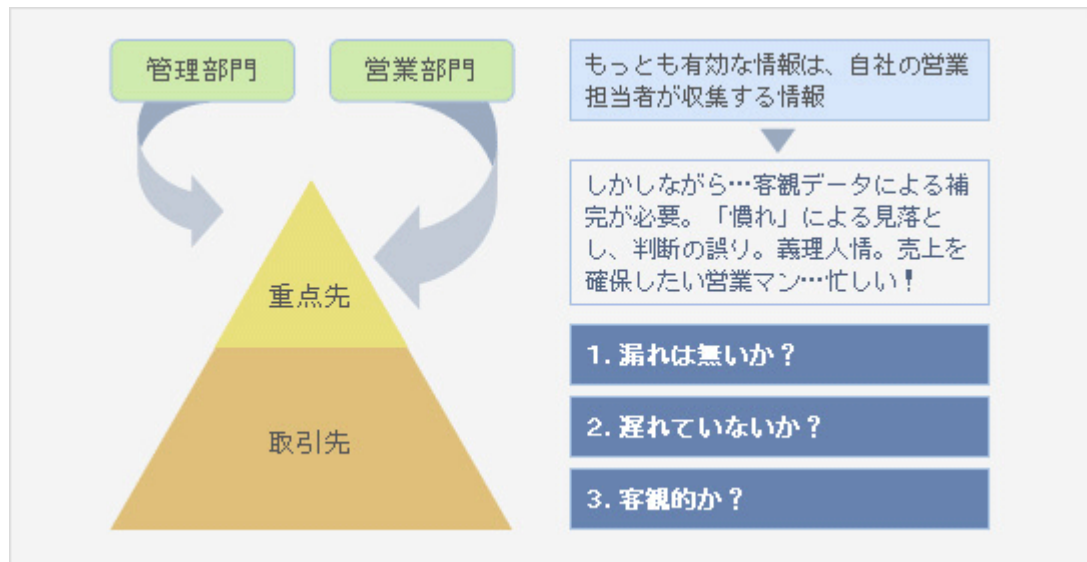 管理部門
営業部門
重点先
取引先
もっとも有効な情報は、自社の営業
担当者が収集する情報
しかしながら…客観データによる補
完が必要。「慣れ」による見落と
し、判断の誤り。義理人情。売上を
確保したい営業マン…忙しい！
1. 漏れは無いか？
2. 遅れていないか？
3. 客観的か？